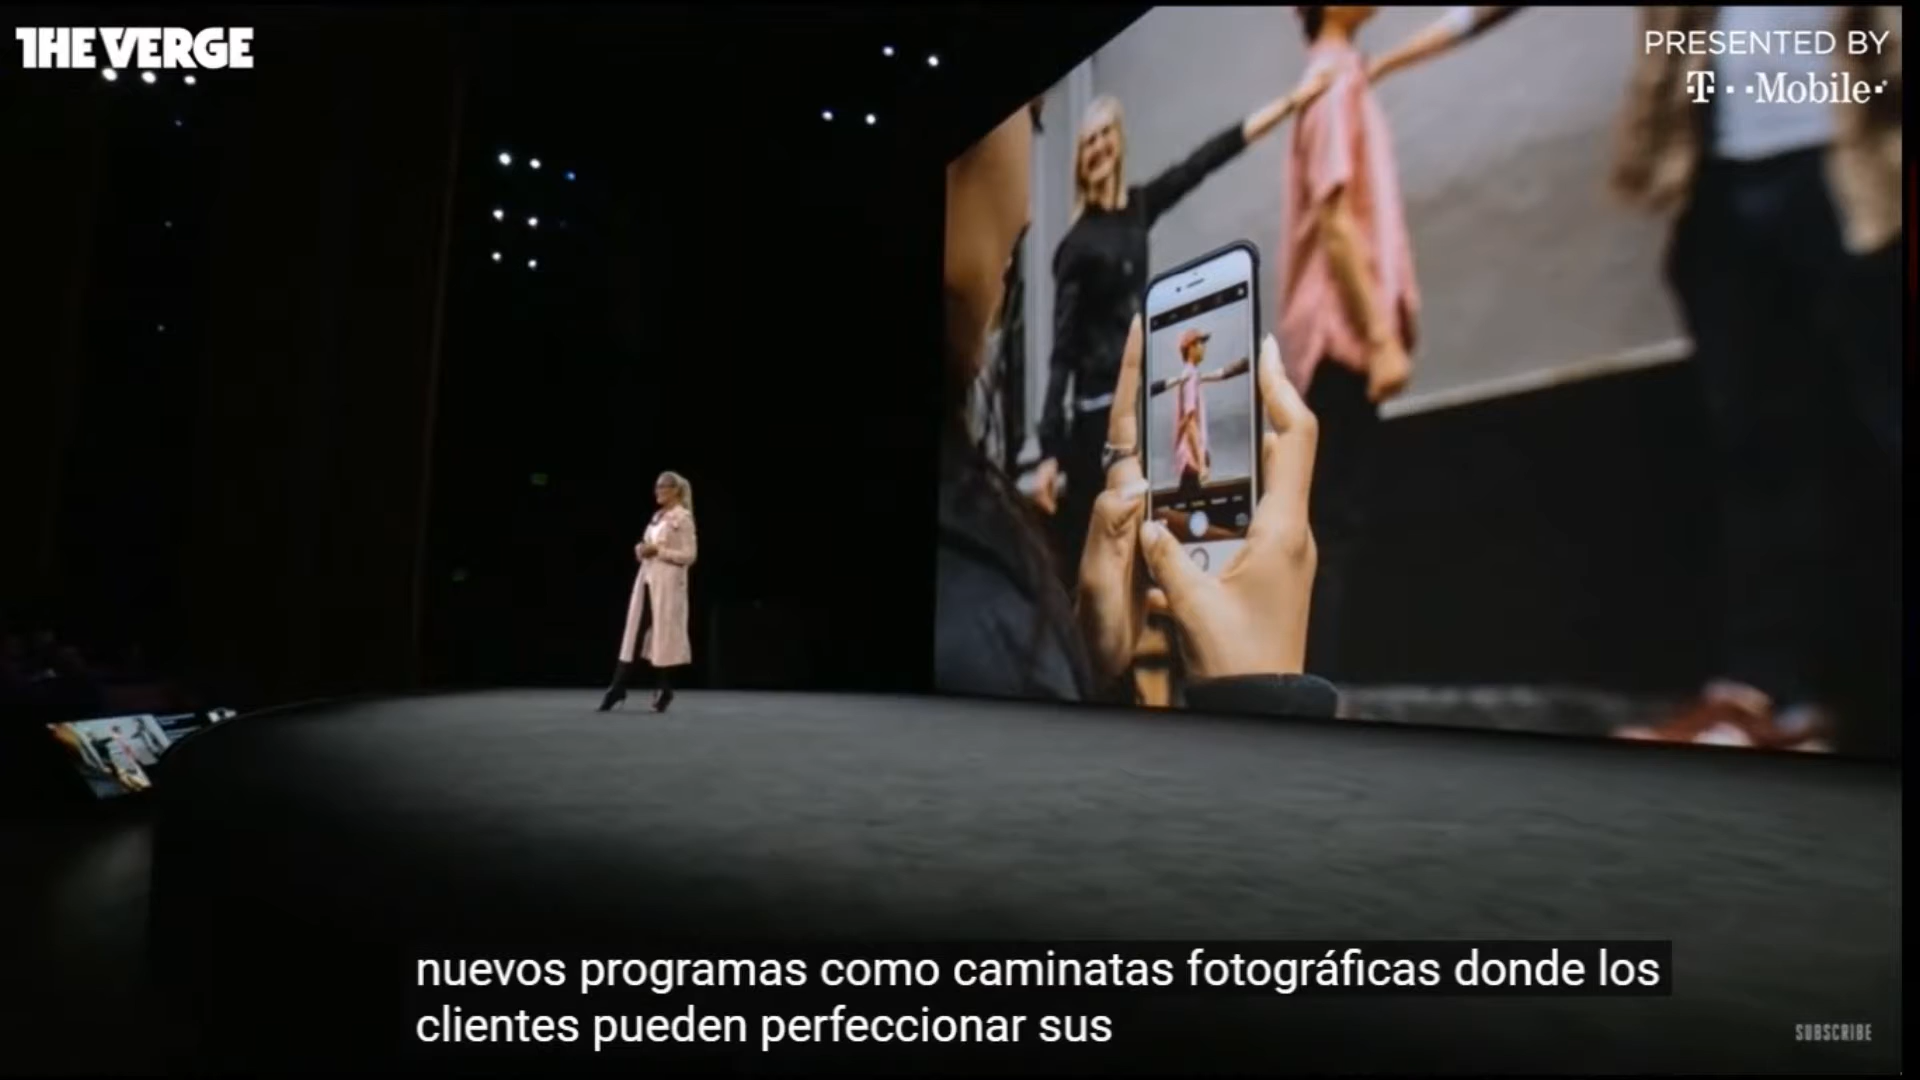 THE VERGE
PRESENTED BY
T··Mobile·
nuevos programas como caminatas fotográficas donde los
clientes pueden perfeccionar sus
SUBSCRIBE